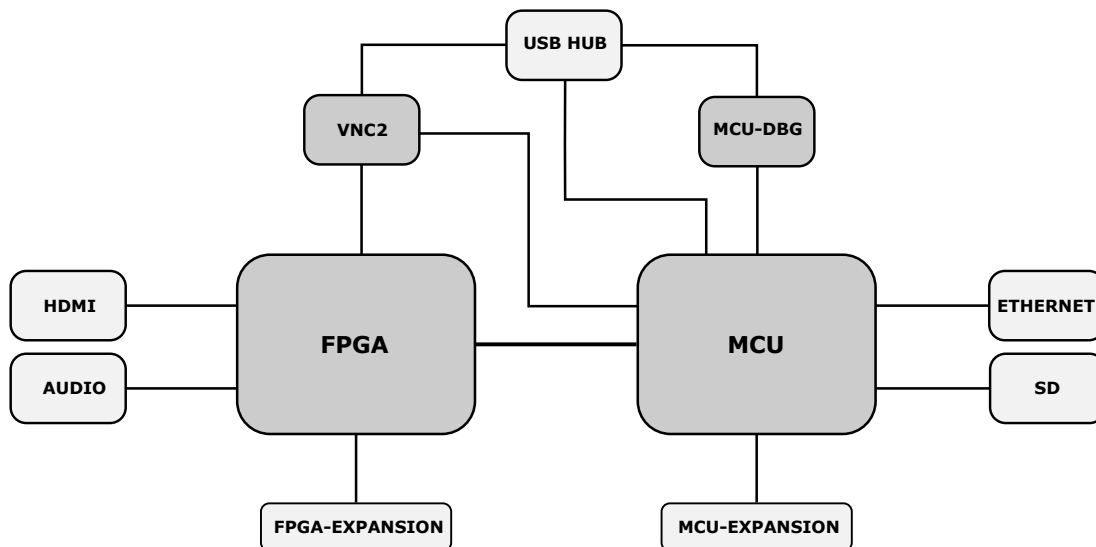 USB HUB
VNC2
MCU-DBG
HDMI
FPGA
MCU
ETHERNET
AUDIO
SD
FPGA-EXPANSION
MCU-EXPANSION